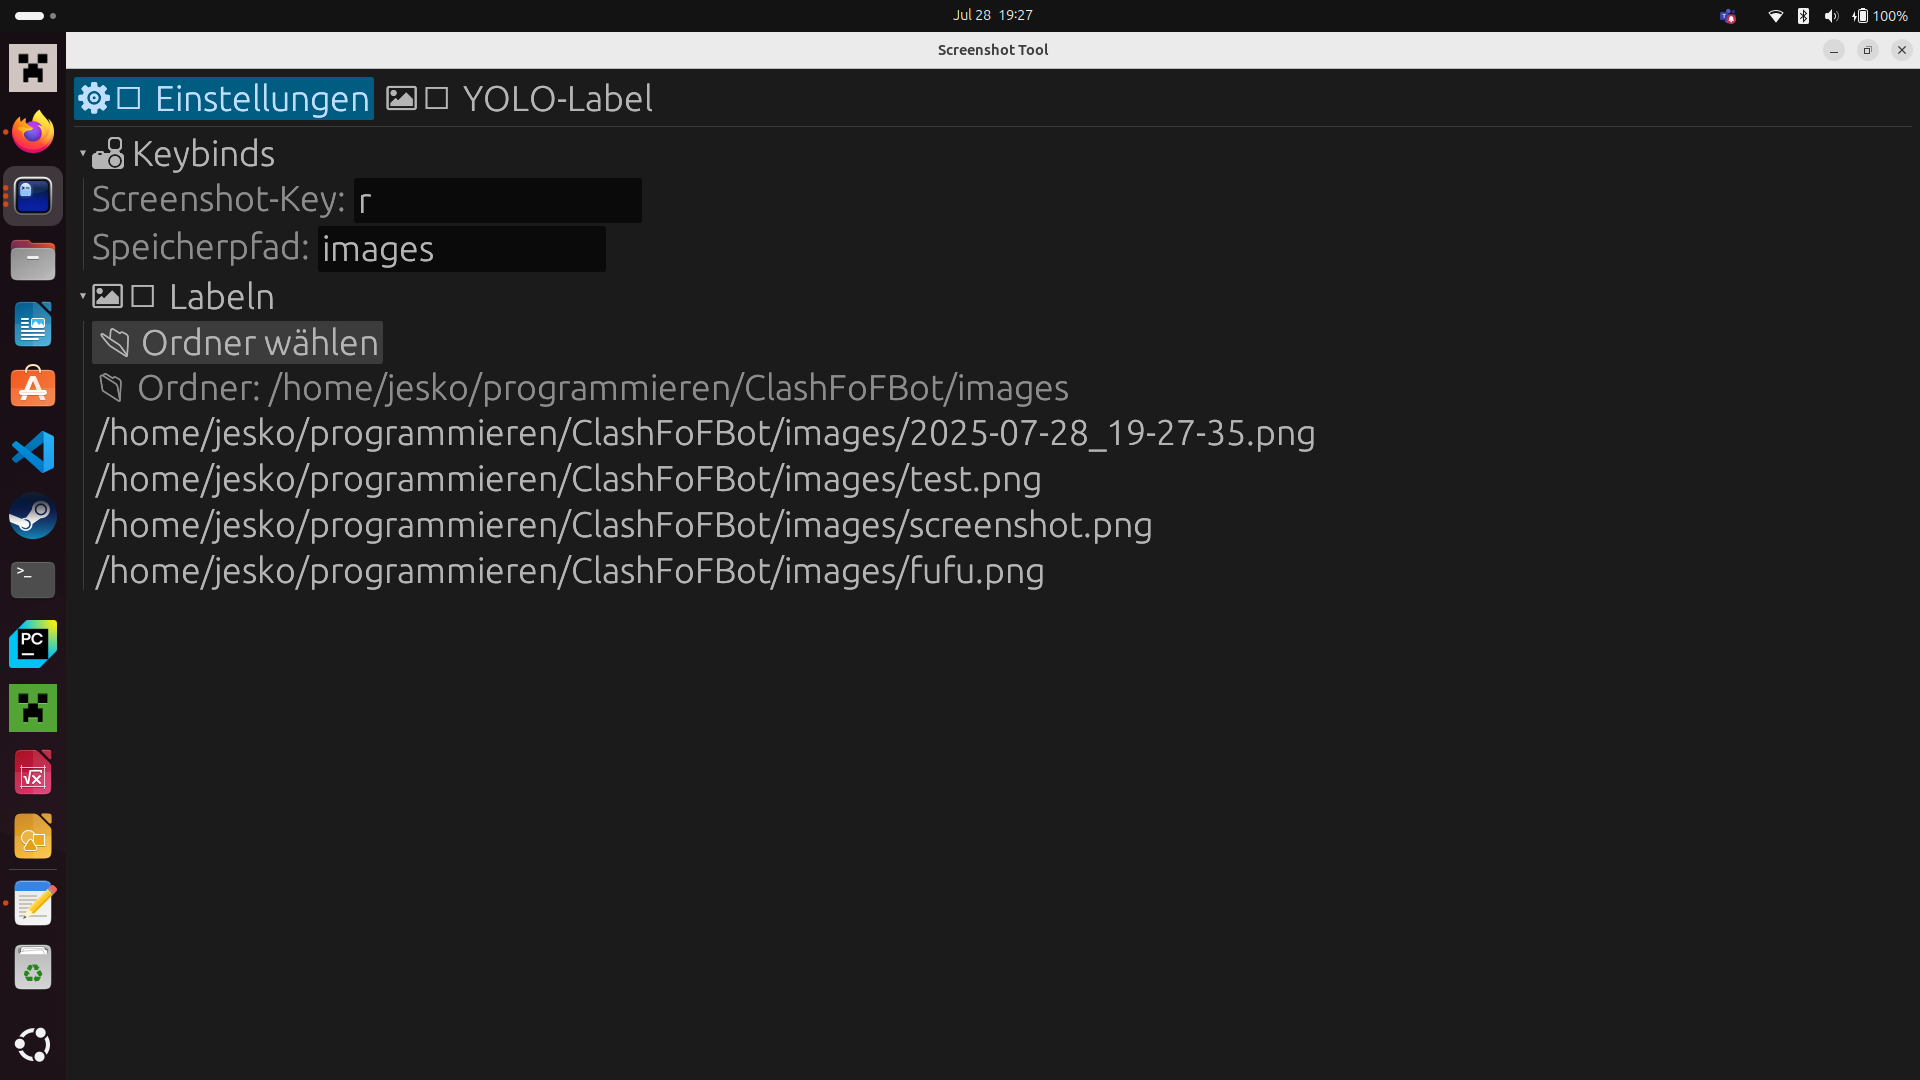 Jul 28 19:27
100%
Screenshot Tool
Einstellungen
YOLO-Label
Keybinds
Screenshot-Key: r
Speicherpfad: images
Labeln
Ordner wählen
Ordner: /home/jesko/programmieren/ClashFoFBot/images
/home/jesko/programmieren/ClashFoFBot/images/2025-07-28_19-27-35.png
/home/jesko/programmieren/ClashFoFBot/images/test.png
/home/jesko/programmieren/ClashFoFBot/images/screenshot.png
/home/jesko/programmieren/ClashFoFBot/images/fufu.png
>_
PC